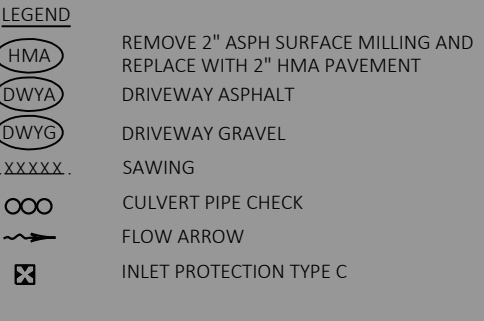 LEGEND
HMA REMOVE 2" ASPH SURFACE MILLING AND
REPLACE WITH 2" HMA PAVEMENT
DWYA DRIVEWAY ASPHALT
DWYG DRIVEWAY GRAVEL
XXXXX. SAWING
CULVERT PIPE CHECK
FLOW ARROW
INLET PROTECTION TYPE C